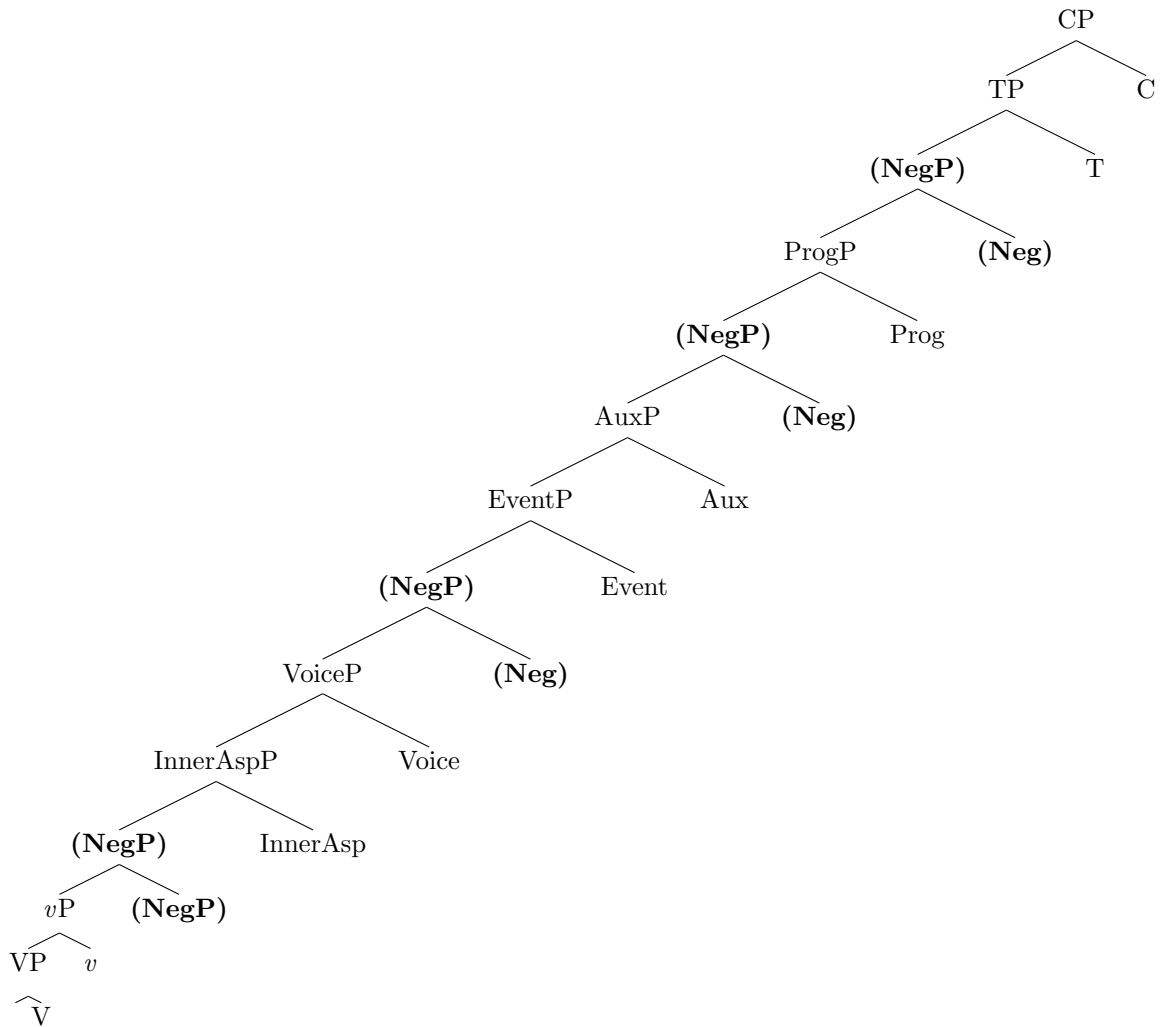 CP
TP C
(NegP) T
ProgP (Neg)
(NegP) Prog
AuxP (Neg)
EventP Aux
(NegP) Event
VoiceP (Neg)
InnerAspP Voice
(NegP) InnerAsp
vP (NegP)
VP v
V